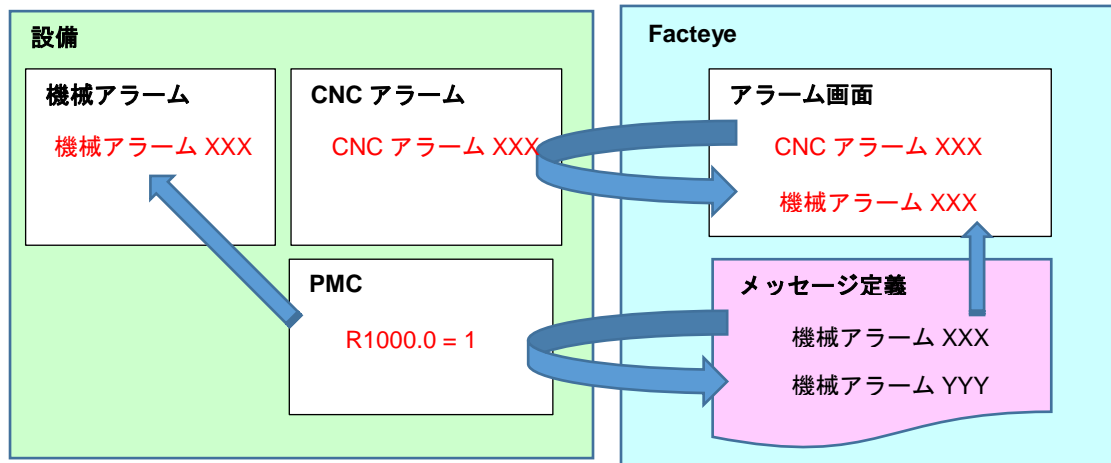 設備
機械アラーム
機械アラーム XXX
CNC アラーム
CNC アラーム XXX
PMC
R1000.0 = 1
Facteye
アラーム画面
CNC アラーム XXX
機械アラーム XXX
メッセージ定義
機械アラーム XXX
機械アラーム YYY